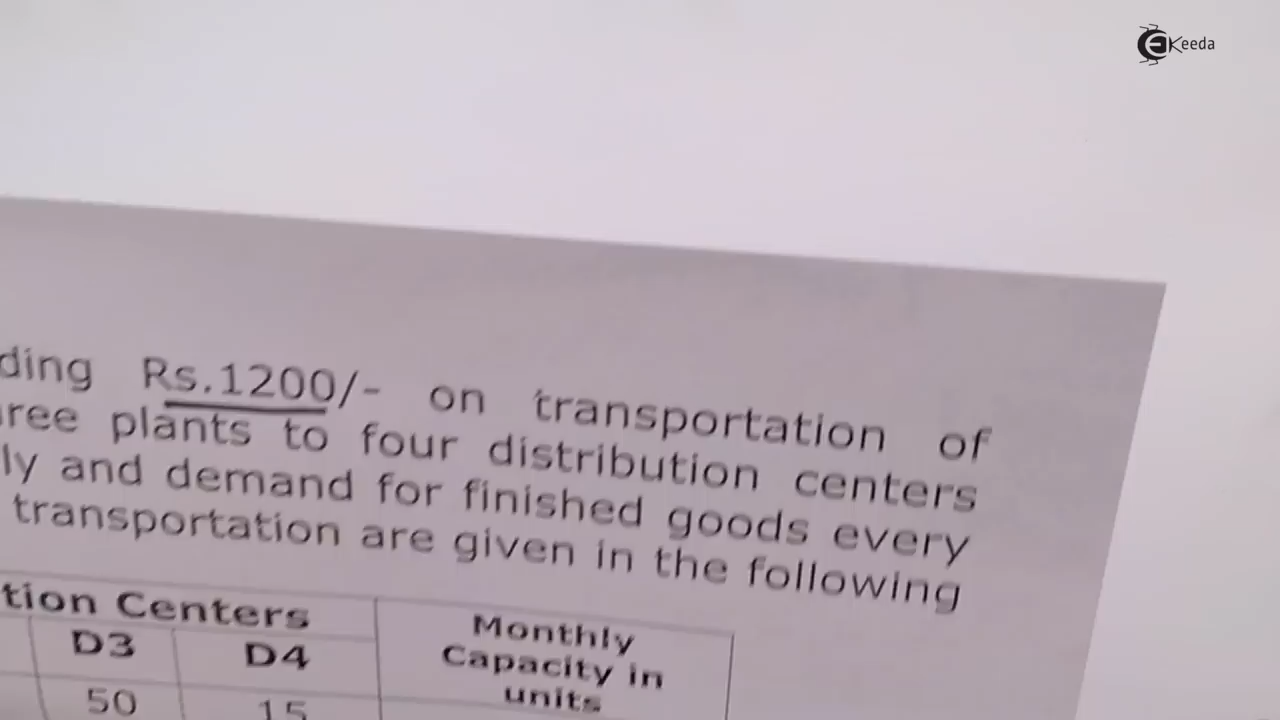 Keeda
ding Rs.1200/- on transportation of
ree plants to four distribution centers
ly and demand for finished goods every
transportation are given in the following
tion Centers
Monthly Capacity in units
D3 D4
50 15